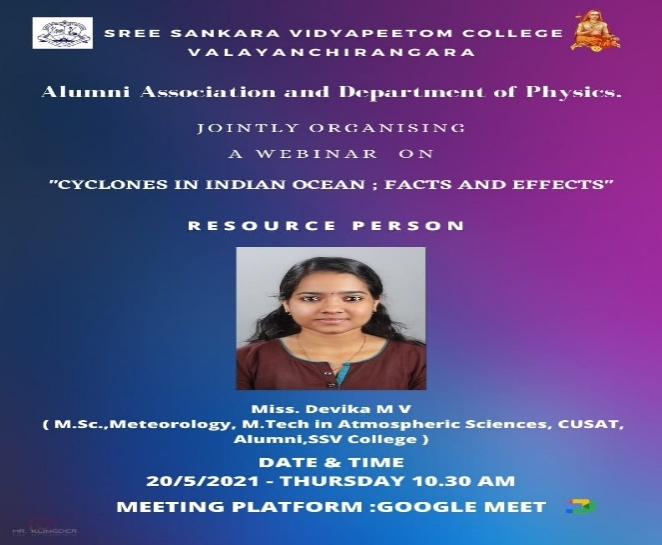 SREE SANKARA VIDYAPEETOM COLLEGE
VALAYANCHIRANGARA
Alumni Association and Department of Physics.
JOINTLY ORGANISING
A WEBINAR ON
"CYCLONES IN INDIAN OCEAN ; FACTS AND EFFECTS"
RESOURCE PERSON
Miss. Devika M V
( M.Sc.,Meteorology, M.Tech in Atmospheric Sciences, CUSAT,
Alumni,SSV College )
DATE & TIME
20/5/2021 - THURSDAY 10.30 AM
MEETING PLATFORM :GOOGLE MEET
MR. KLINGDER